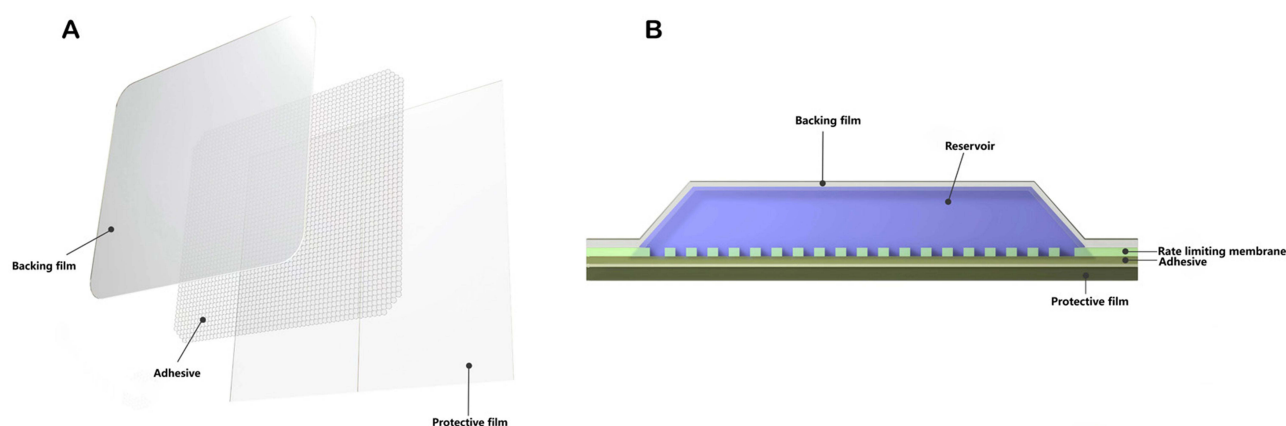 A
Backing film
Adhesive
Protective film
B
Backing film
Reservoir
Rate limiting membrane
Adhesive
Protective film